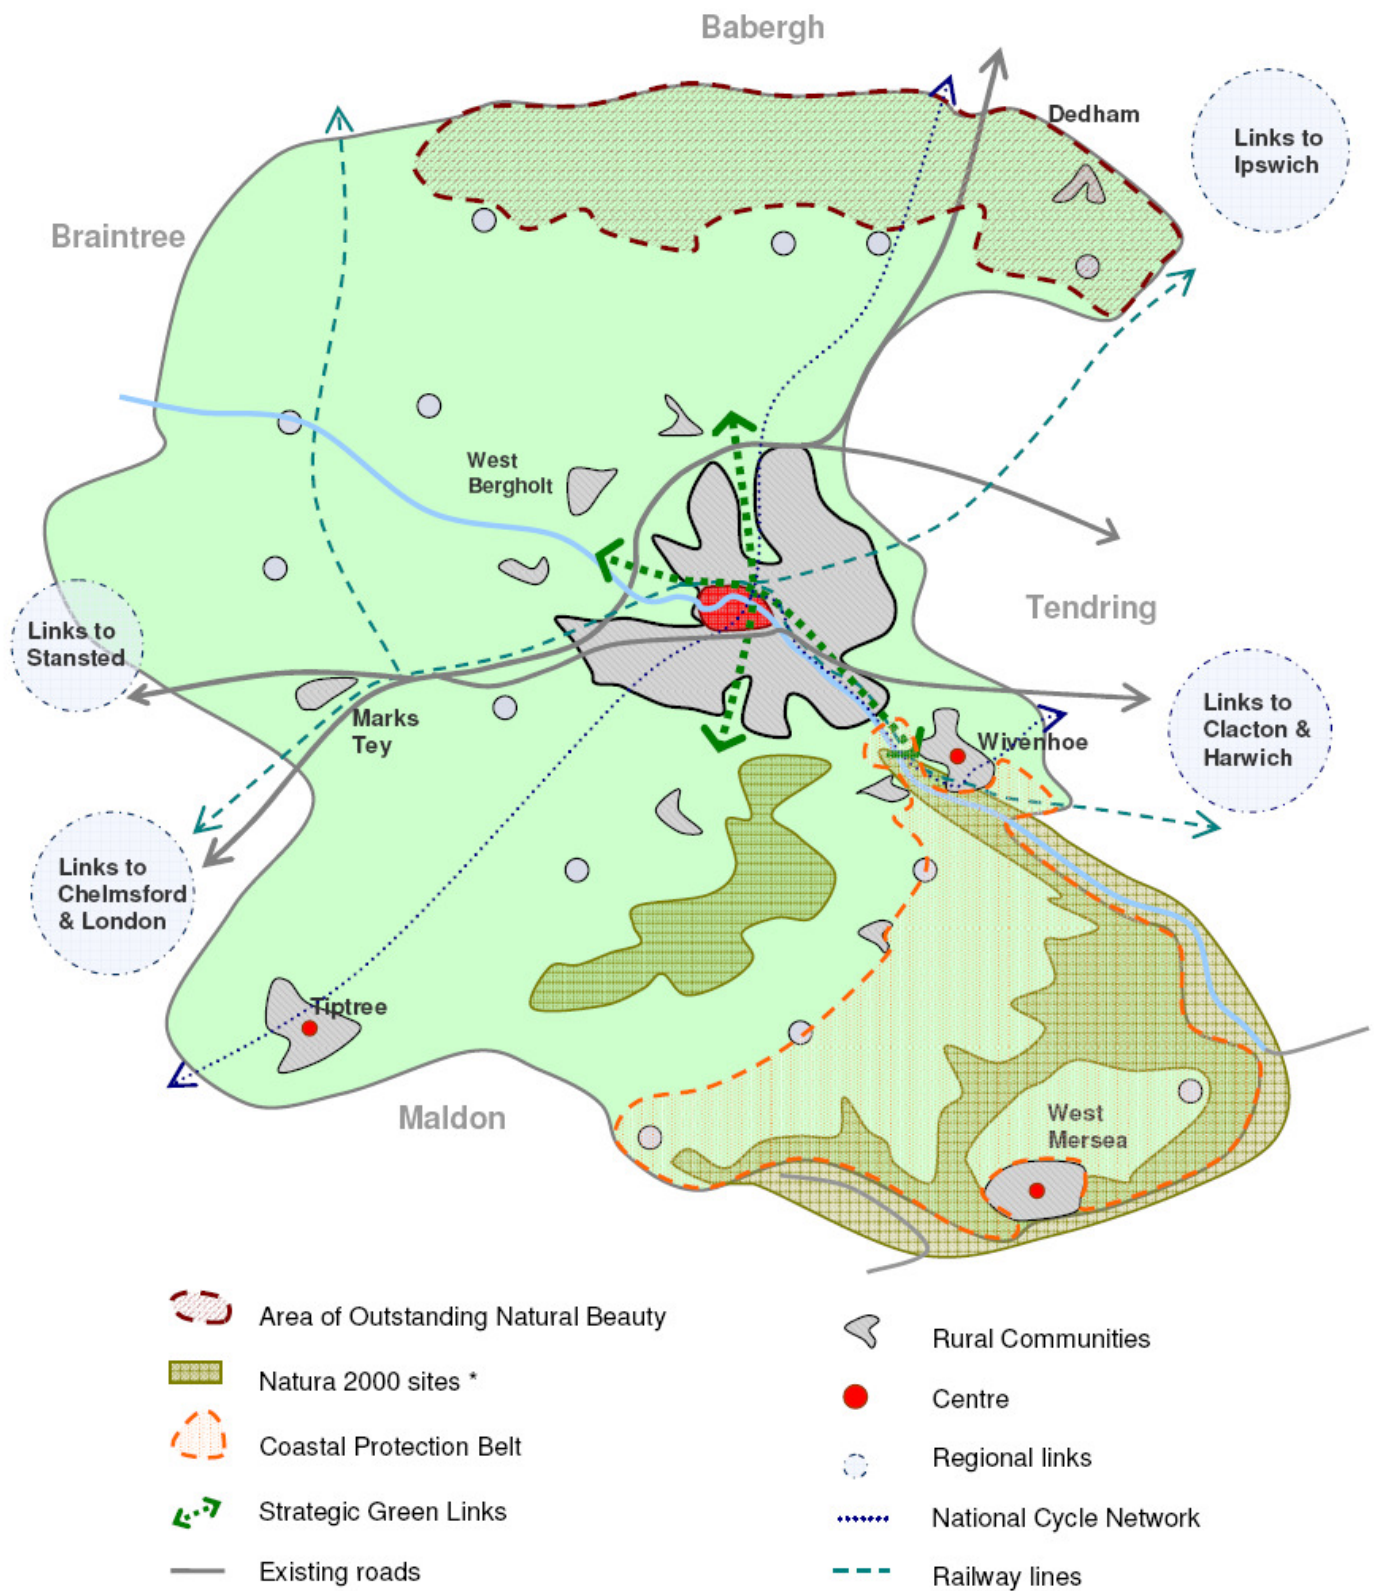 Babergh
Dedham
Links to
Ipswich
Braintree
West
Bergholt
Tendring
Links to
Stansted
Marks
Tey
Links to
Clacton &
Harwich
Wivenhoe
Links to
Chelmsford
& London
Tiptree
Maldon
West
Mersea
Area of Outstanding Natural Beauty
Natura 2000 sites *
Coastal Protection Belt
Strategic Green Links
Existing roads
Rural Communities
Centre
Regional links
National Cycle Network
Railway lines